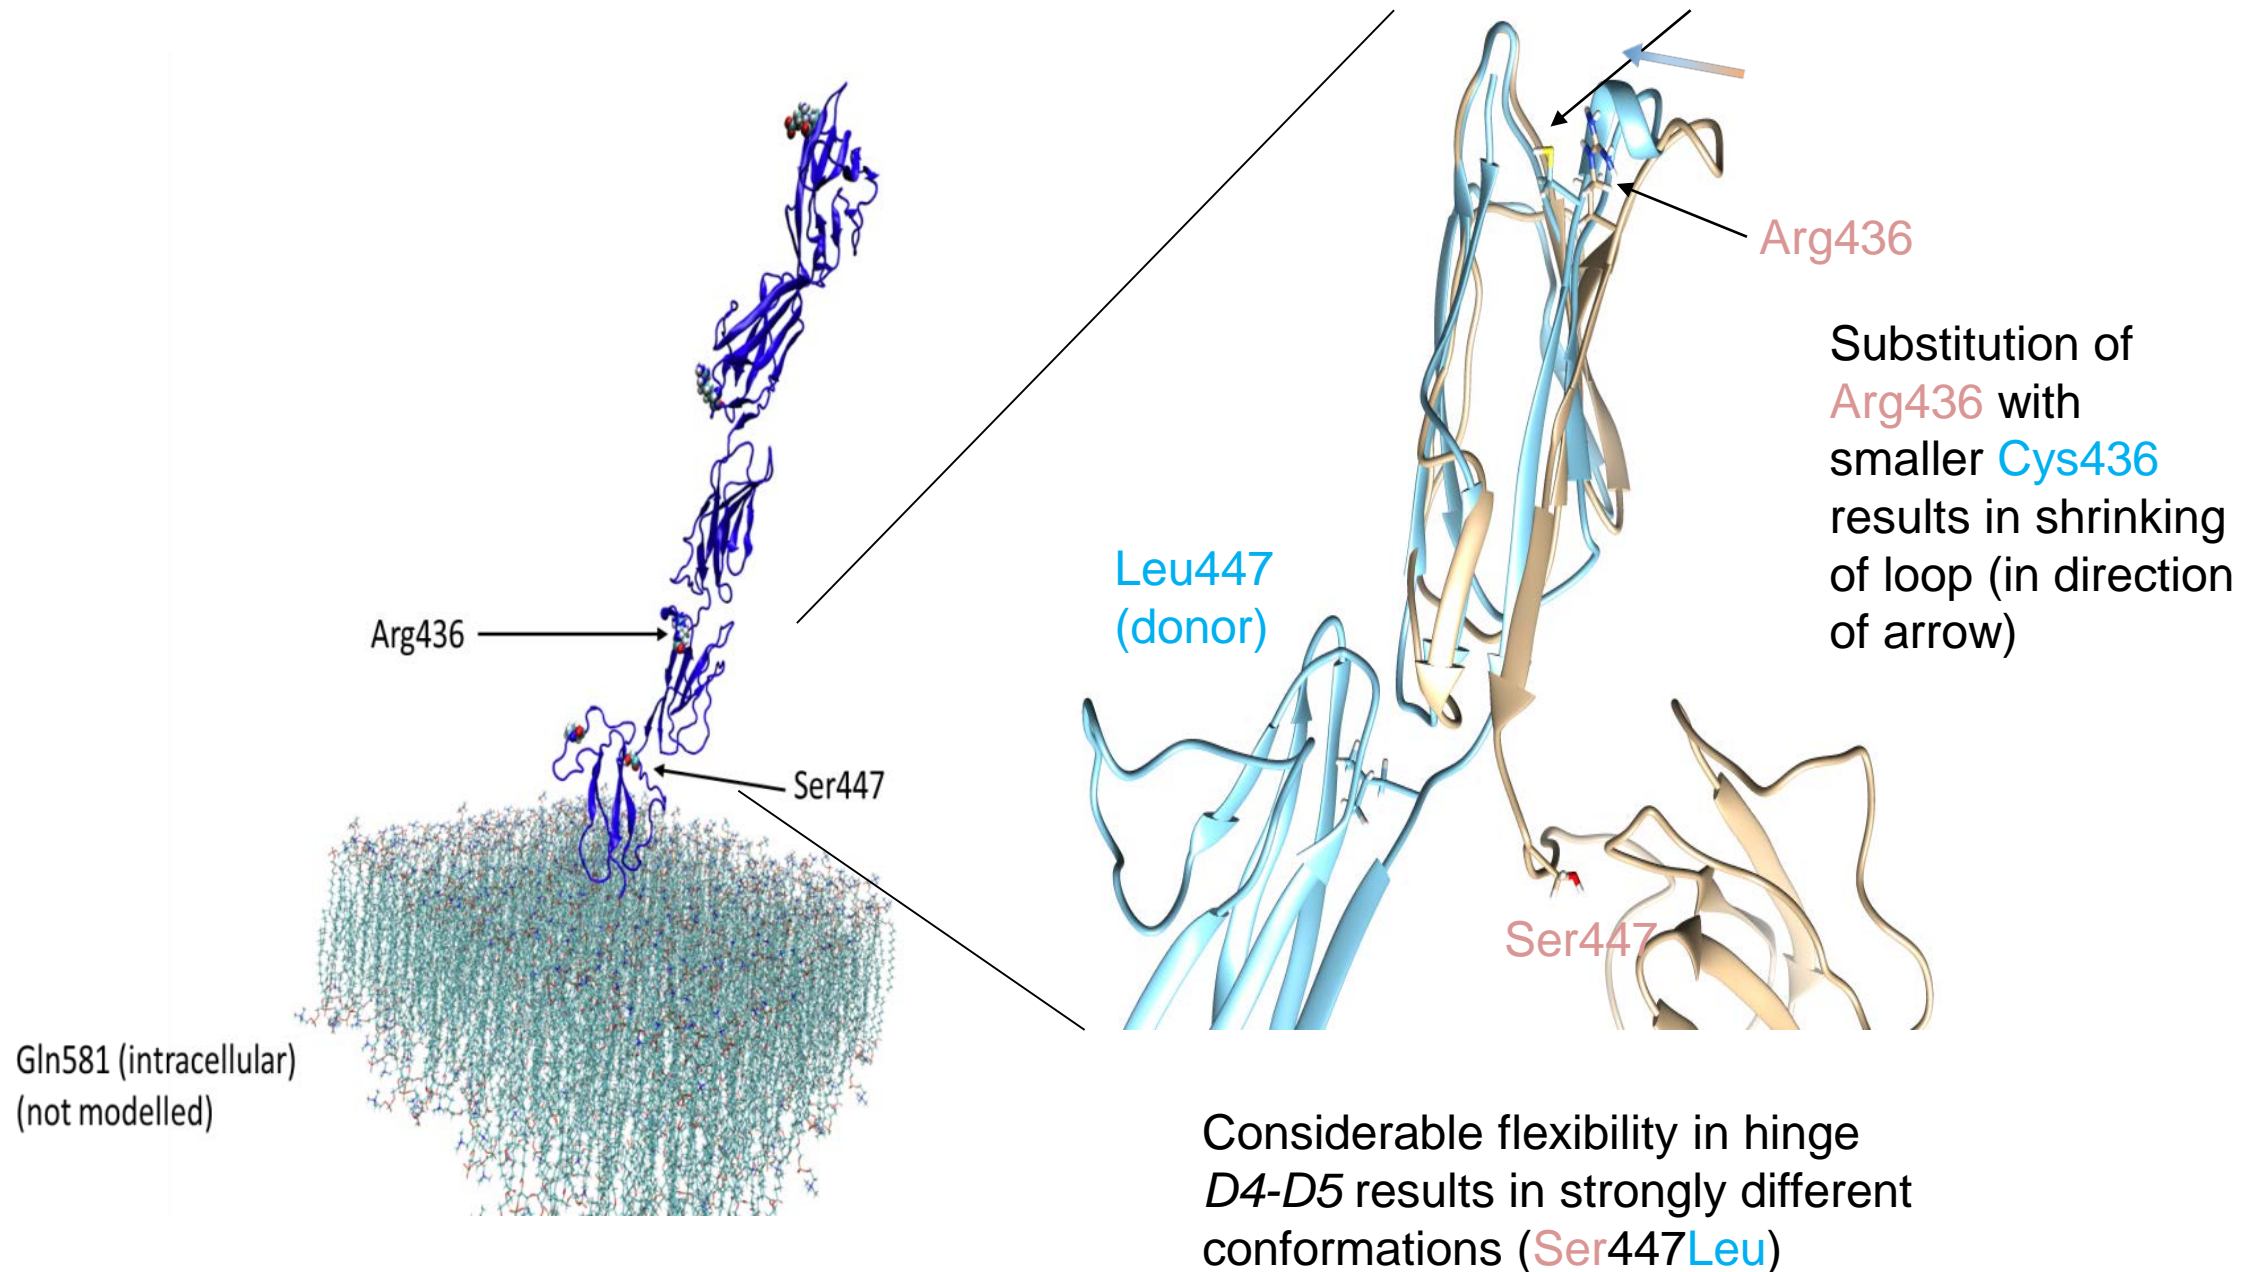 Arg436
Ser447
Gln581 (intracellular)
(not modelled)
Leu447
(donor)
Arg436
Ser447
Substitution of
Arg436 with
smaller Cys436
results in shrinking
of loop (in direction
of arrow)
Considerable flexibility in hinge
D4-D5 results in strongly different
conformations (Ser447Leu)